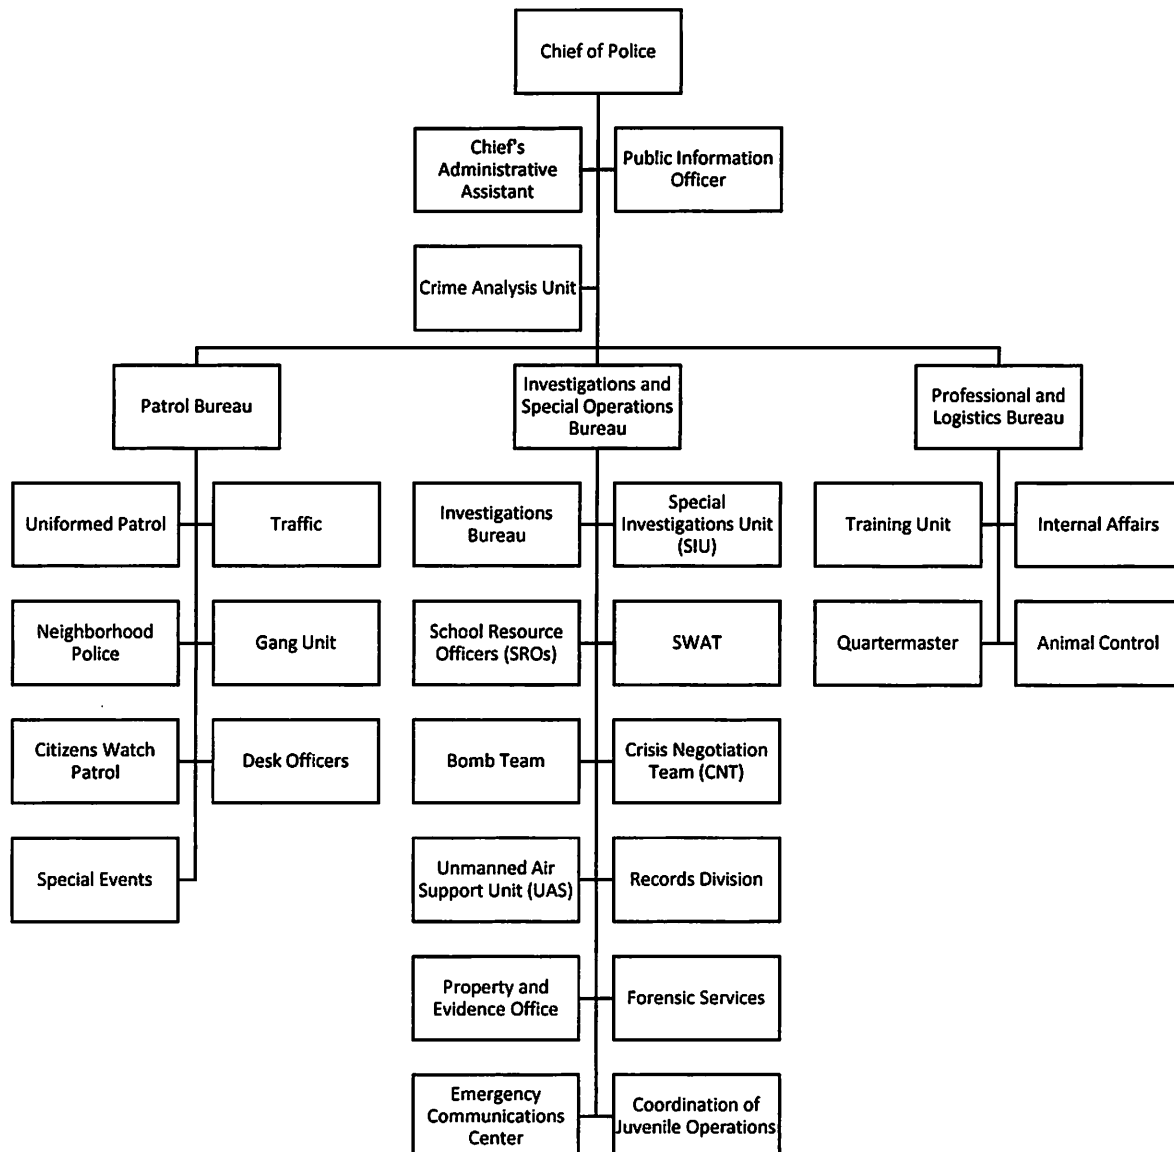 Chief of Police
Chief's
Administrative
Assistant
Public Information
Officer
Crime Analysis Unit
Patrol Bureau
Investigations and
Special Operations
Bureau
Professional and
Logistics Bureau
Uniformed Patrol
Traffic
Neighborhood
Police
Gang Unit
Citizens Watch
Patrol
Desk Officers
Special Events
Investigations
Bureau
Special
Investigations Unit
(SIU)
School Resource
Officers (SROs)
SWAT
Bomb Team
Crisis Negotiation
Team (CNT)
Unmanned Air
Support Unit (UAS)
Records Division
Property and
Evidence Office
Forensic Services
Emergency
Communications
Center
Coordination of
Juvenile Operations
Training Unit
Internal Affairs
Quartermaster
Animal Control